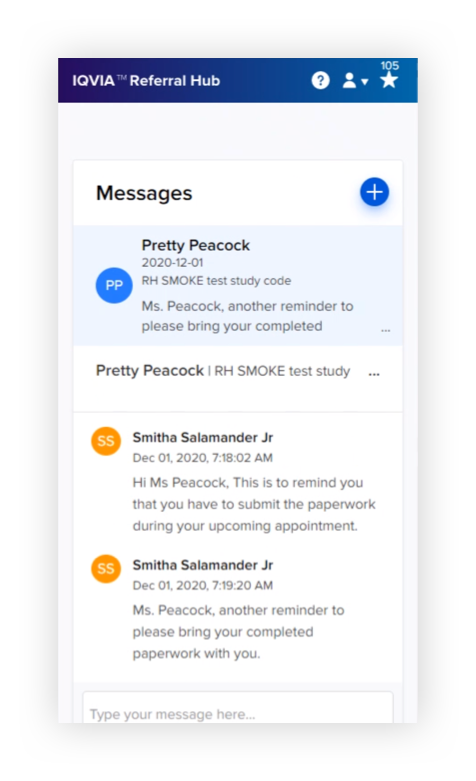 105
IQVIA™ Referral Hub
?
Messages
+
Pretty Peacock
2020-12-01
PP
RH SMOKE test study code
Ms. Peacock, another reminder to
please bring your completed
...
Pretty Peacock | RH SMOKE test study ...
SS
Smitha Salamander Jr
Dec 01, 2020, 7:18:02 AM
Hi Ms Peacock, This is to remind you
that you have to submit the paperwork
during your upcoming appointment.
SS
Smitha Salamander Jr
Dec 01, 2020, 7:19:20 AM
Ms. Peacock, another reminder to
please bring your completed
paperwork with you.
Type your message here...